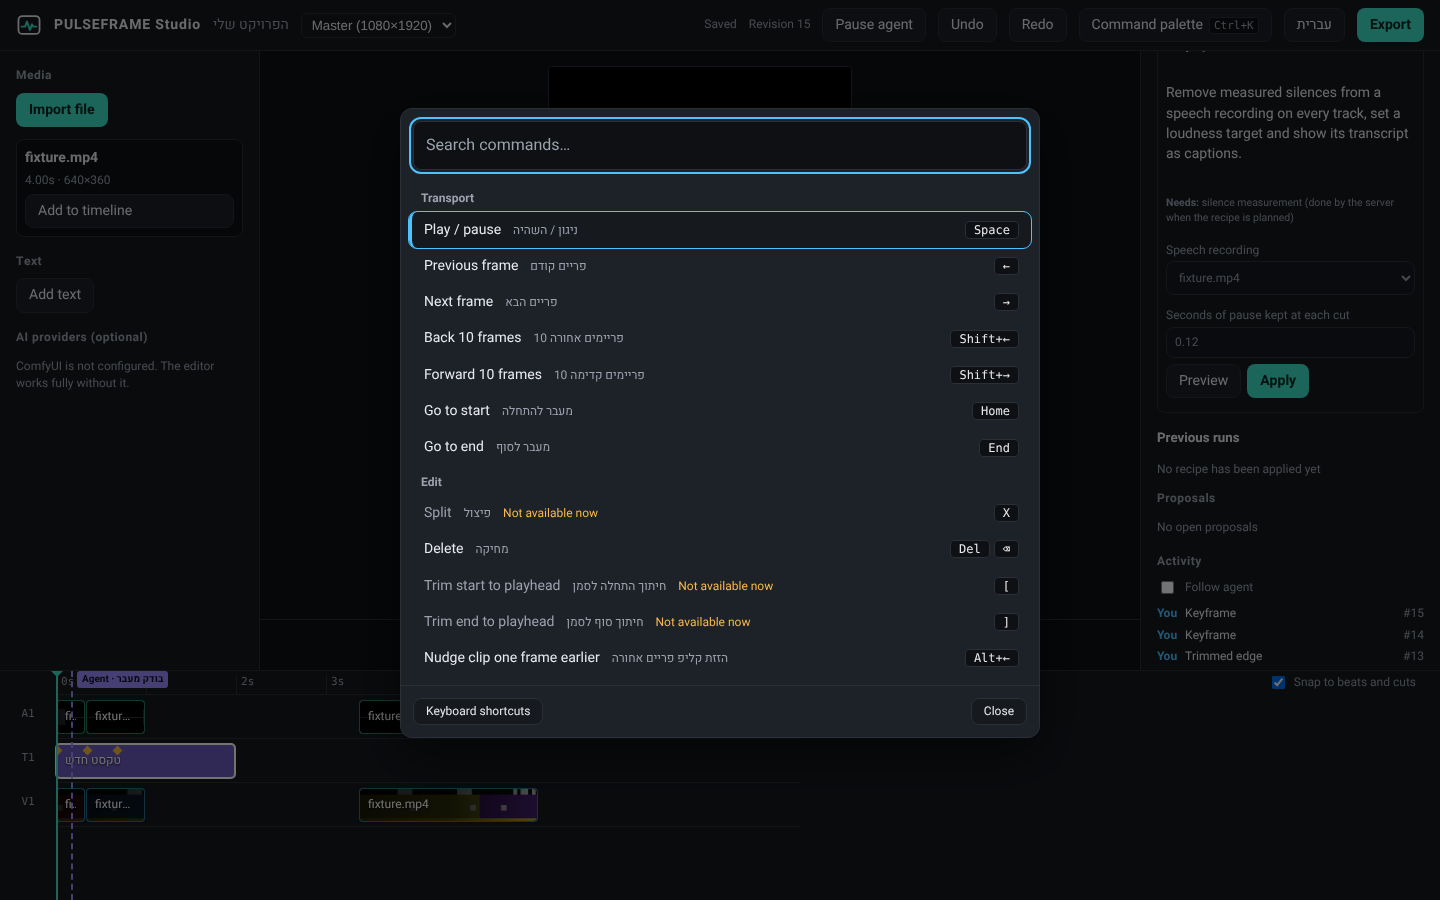 PULSEFRAME Studio הפרויקט שלי Master (1080×1920) Saved Revision 15 Pause agent Undo Redo Command palette Ctrl+K עברית Export
Media
Import file
fixture.mp4
4.00s · 640×360
Add to timeline
Text
Add text
AI providers (optional)
ComfyUI is not configured. The editor
works fully without it.
Search commands…
Transport
Play / pause ניגון / השהיה Space
Previous frame פריים קודם ←
Next frame פריים הבא →
Back 10 frames 10 פריימים אחורה Shift+←
Forward 10 frames 10 פריימים קדימה Shift+→
Go to start מעבר להתחלה Home
Go to end מעבר לסוף End
Edit
Split פיצול Not available now X
Delete מחיקה Del ⌫
Trim start to playhead חיתוך התחלה לסמן Not available now [
Trim end to playhead חיתוך סוף לסמן Not available now ]
Nudge clip one frame earlier הזזת קליפ פריים אחורה Alt+←
Keyboard shortcuts Close
Remove measured silences from a
speech recording on every track, set a
loudness target and show its transcript
as captions.
Needs: silence measurement (done by the server
when the recipe is planned)
Speech recording
fixture.mp4
Seconds of pause kept at each cut
0.12
Preview Apply
Previous runs
No recipe has been applied yet
Proposals
No open proposals
Activity
Follow agent
You Keyframe #15
You Keyframe #14
You Trimmed edge #13
0s Agent · בודק מעבר 2s 3s Snap to beats and cuts
A1 fi… fixtur… fixture
T1 טקסט חדש
V1 fi… fixtur… fixture.mp4